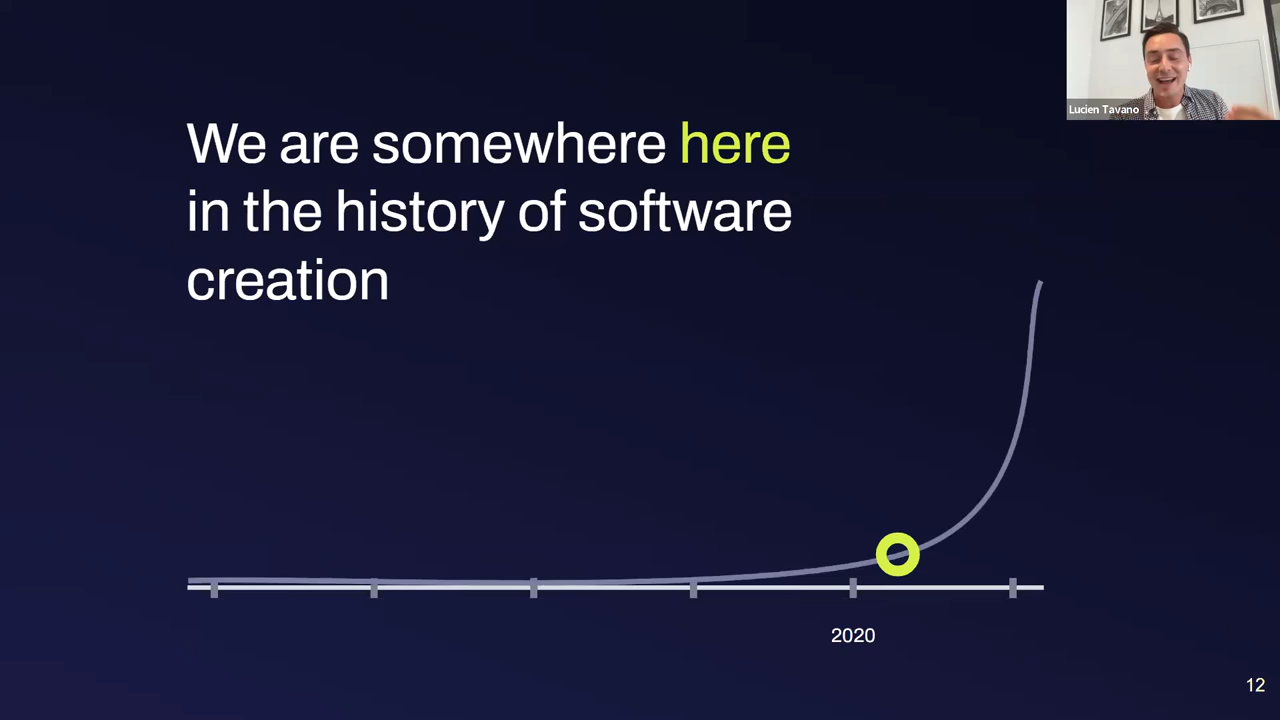 Lucien Tavano
We are somewhere here
in the history of software
creation
2020
12